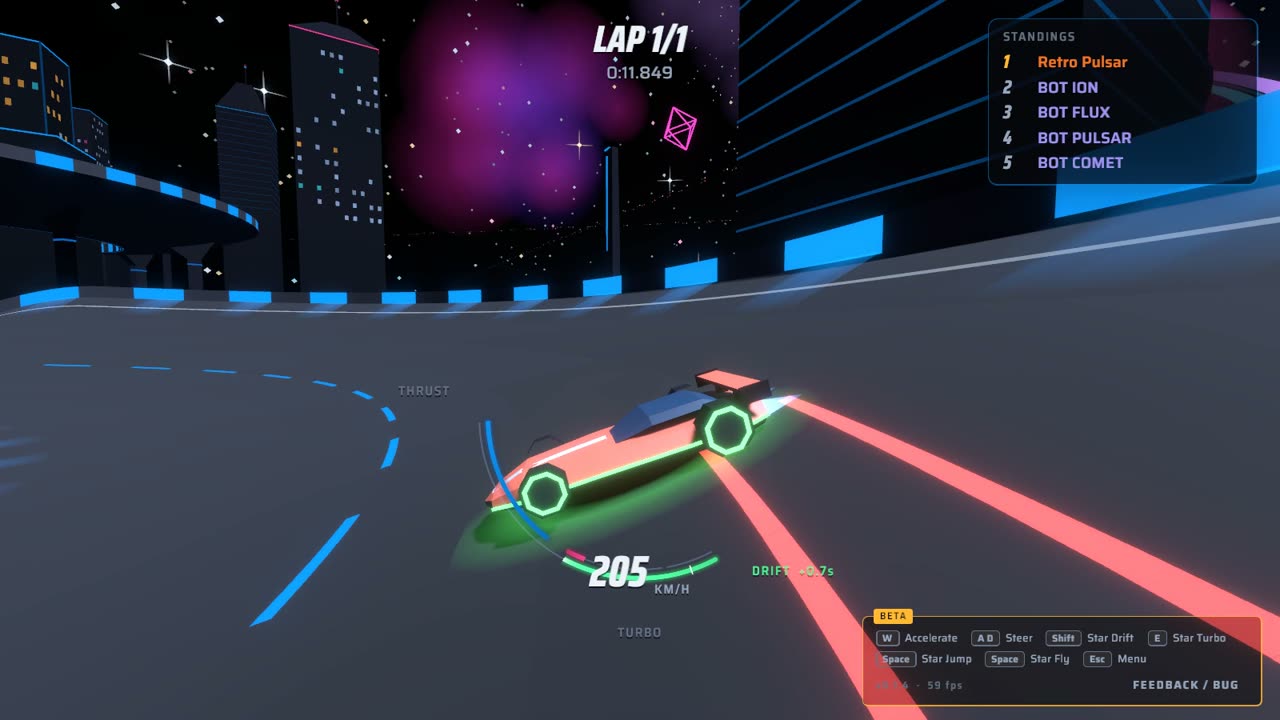 LAP 1/1
0:11.849
STANDINGS
1 Retro Pulsar
2 BOT ION
3 BOT FLUX
4 BOT PULSAR
5 BOT COMET
THRUST
205 KM/H
DRIFT +0.7s
TURBO
BETA
W Accelerate A D Steer Shift Star Drift E Star Turbo
Space Star Jump Space Star Fly Esc Menu
59 fps
FEEDBACK / BUG